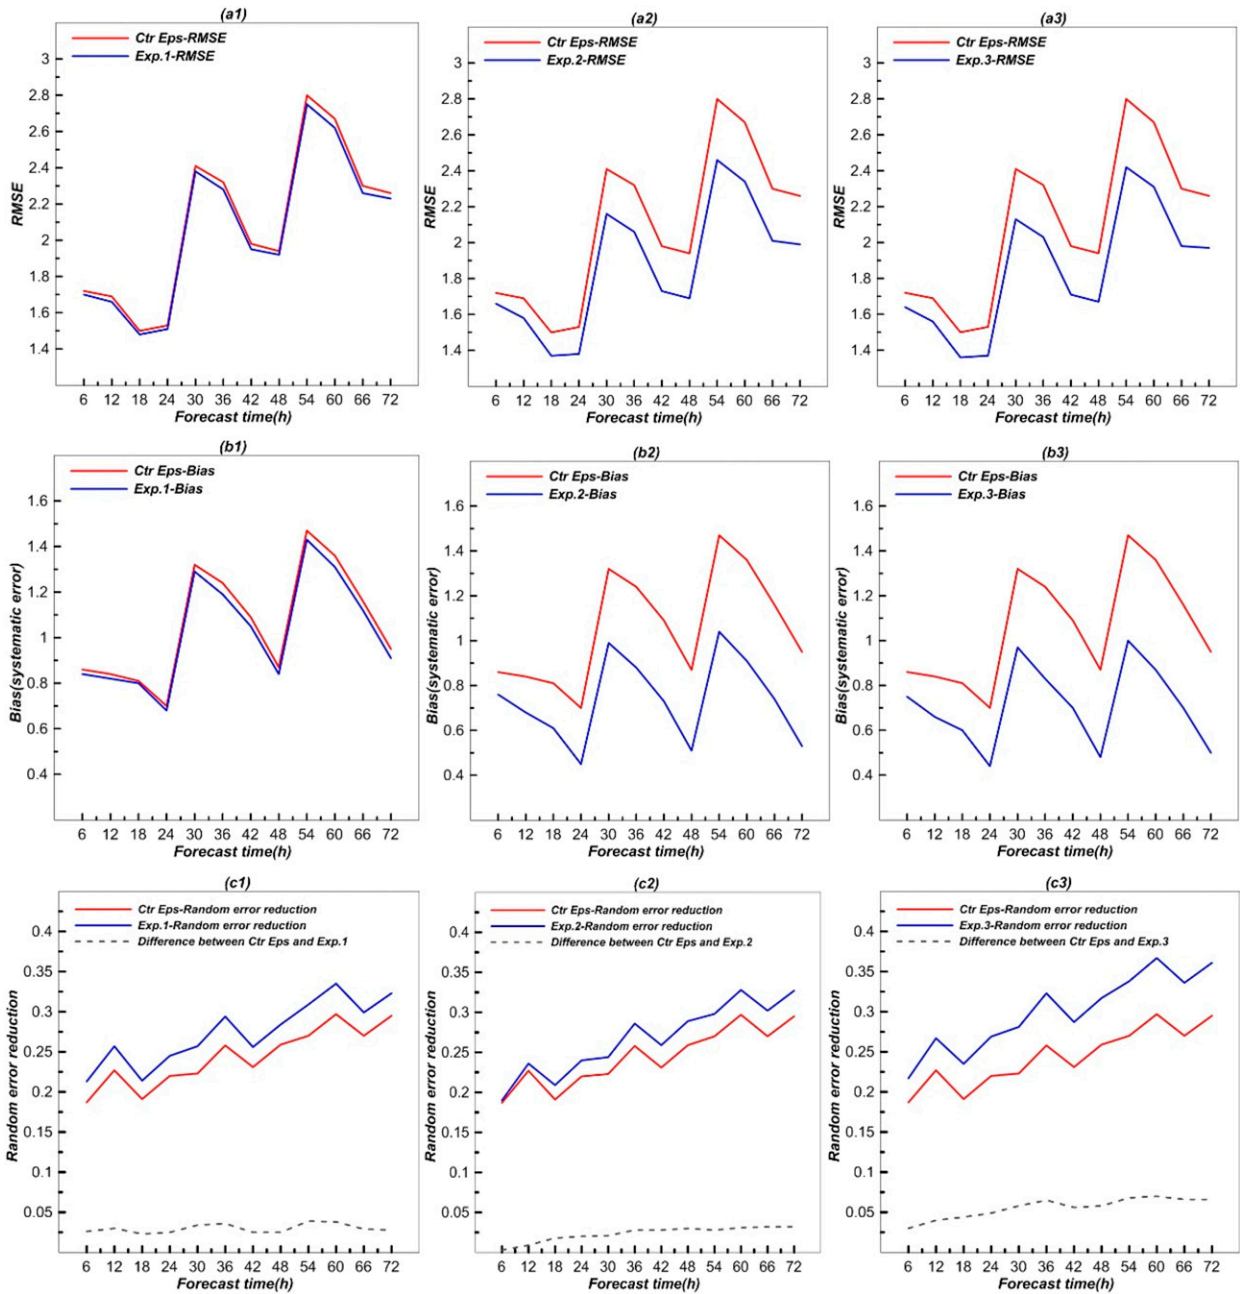 (a1)
Ctr Eps-RMSE
Exp.1-RMSE
3
2.8
2.6
2.4
2.2
2
1.8
1.6
1.4
RMSE
6 12 18 24 30 36 42 48 54 60 66 72
Forecast time(h)
(a2)
Ctr Eps-RMSE
Exp.2-RMSE
3
2.8
2.6
2.4
2.2
2
1.8
1.6
1.4
RMSE
6 12 18 24 30 36 42 48 54 60 66 72
Forecast time(h)
(a3)
Ctr Eps-RMSE
Exp.3-RMSE
3
2.8
2.6
2.4
2.2
2
1.8
1.6
1.4
RMSE
6 12 18 24 30 36 42 48 54 60 66 72
Forecast time(h)
(b1)
Ctr Eps-Bias
Exp.1-Bias
1.6
1.4
1.2
1
0.8
0.6
0.4
Bias(systematic error)
6 12 18 24 30 36 42 48 54 60 66 72
Forecast time(h)
(b2)
Ctr Eps-Bias
Exp.2-Bias
1.6
1.4
1.2
1
0.8
0.6
0.4
Bias(systematic error)
6 12 18 24 30 36 42 48 54 60 66 72
Forecast time(h)
(b3)
Ctr Eps-Bias
Exp.3-Bias
1.6
1.4
1.2
1
0.8
0.6
0.4
Bias(systematic error)
6 12 18 24 30 36 42 48 54 60 66 72
Forecast time(h)
(c1)
Ctr Eps-Random error reduction
Exp.1-Random error reduction
Difference between Ctr Eps and Exp.1
0.4
0.35
0.3
0.25
0.2
0.15
0.1
0.05
Random error reduction
6 12 18 24 30 36 42 48 54 60 66 72
Forecast time(h)
(c2)
Ctr Eps-Random error reduction
Exp.2-Random error reduction
Difference between Ctr Eps and Exp.2
0.4
0.35
0.3
0.25
0.2
0.15
0.1
0.05
Random error reduction
6 12 18 24 30 36 42 48 54 60 66 72
Forecast time(h)
(c3)
Ctr Eps-Random error reduction
Exp.3-Random error reduction
Difference between Ctr Eps and Exp.3
0.4
0.35
0.3
0.25
0.2
0.15
0.1
0.05
Random error reduction
6 12 18 24 30 36 42 48 54 60 66 72
Forecast time(h)